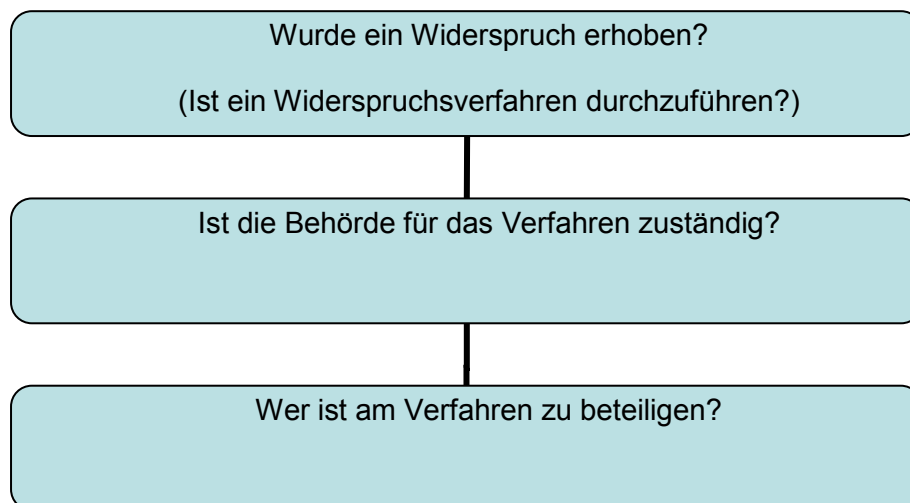 Wurde ein Widerspruch erhoben?
(Ist ein Widerspruchsverfahren durchzuführen?)
Ist die Behörde für das Verfahren zuständig?
Wer ist am Verfahren zu beteiligen?